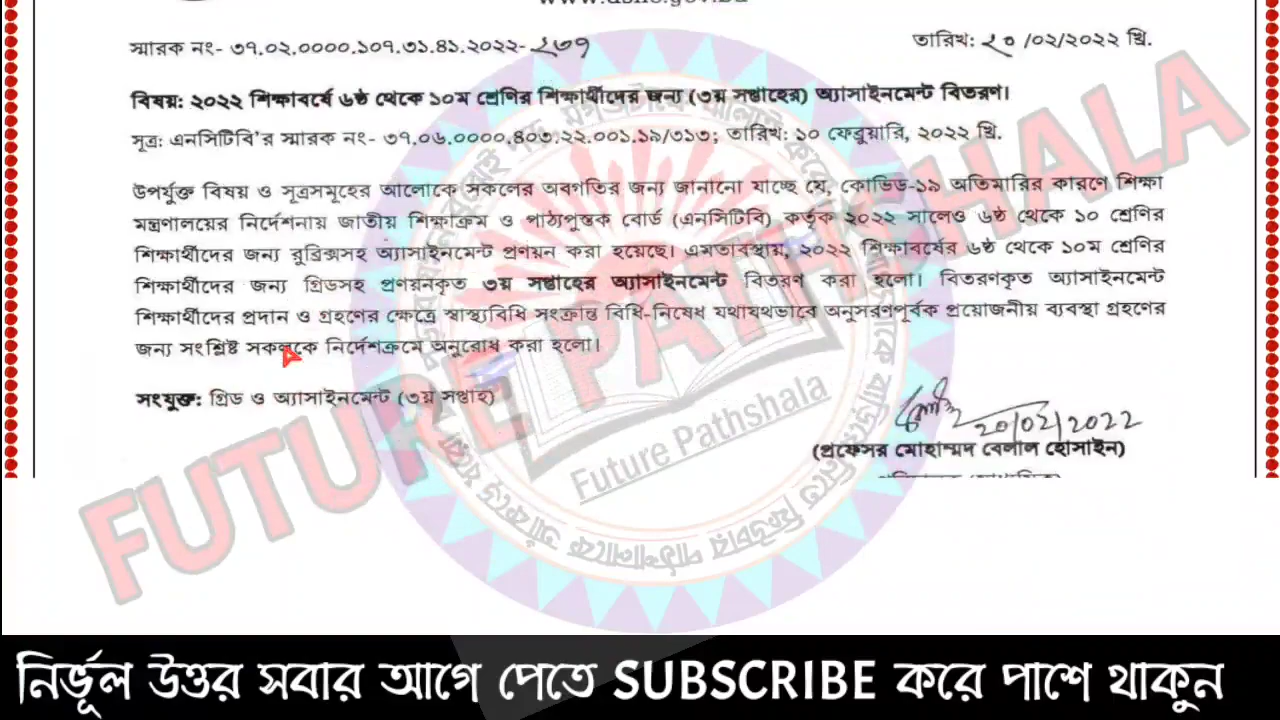 স্মারক নং- ৩৭.০২.০০০০.১০৭.৩১.৪১.২০২২-২৩৭
তারিখ: ২০/০২/২০২২ খ্রি.
বিষয়: ২০২২ শিক্ষাবর্ষে ৬ষ্ঠ থেকে ১০ম শ্রেণির শিক্ষার্থীদের জন্য (৩য় সপ্তাহের) অ্যাসাইনমেন্ট বিতরণ।
সূত্র: এনসিটিবি'র স্মারক নং- ৩৭.০৬.০০০০.৪০৩.২২.০০১.১৯/৩১৩; তারিখ: ১০ ফেব্রুয়ারি, ২০২২ খ্রি.
উপর্যুক্ত বিষয় ও সূত্রসমূহের আলোকে সকলের অবগতির জন্য জানানো যাচ্ছে যে, কোভিড-১৯ অতিমারির কারণে শিক্ষা
মন্ত্রণালয়ের নির্দেশনায় জাতীয় শিক্ষাক্রম ও পাঠ্যপুস্তক বোর্ড (এনসিটিবি) কর্তৃক ২০২২ সালেও ৬ষ্ঠ থেকে ১০ শ্রেণির
শিক্ষার্থীদের জন্য রুব্রিক্সসহ অ্যাসাইনমেন্ট প্রণয়ন করা হয়েছে। এমতাবস্থায়, ২০২২ শিক্ষাবর্ষের ৬ষ্ঠ থেকে ১০ম শ্রেণির
শিক্ষার্থীদের জন্য গ্রিডসহ প্রণয়নকৃত ৩য় সপ্তাহের অ্যাসাইনমেন্ট বিতরণ করা হলো। বিতরণকৃত অ্যাসাইনমেন্ট
শিক্ষার্থীদের প্রদান ও গ্রহণের ক্ষেত্রে স্বাস্থ্যবিধি সংক্রান্ত বিধি-নিষেধ যথাযথভাবে অনুসরণপূর্বক প্রয়োজনীয় ব্যবস্থা গ্রহণের
জন্য সংশ্লিষ্ট সকলকে নির্দেশক্রমে অনুরোধ করা হলো।
সংযুক্ত: গ্রিড ও অ্যাসাইনমেন্ট (৩য় সপ্তাহ)
২০/০২/২০২২
(প্রফেসর মোহাম্মদ বেলাল হোসাইন)
FUTURE PATHSHALA
Future Pathshala
নির্ভূল উত্তর সবার আগে পেতে SUBSCRIBE করে পাশে থাকুন